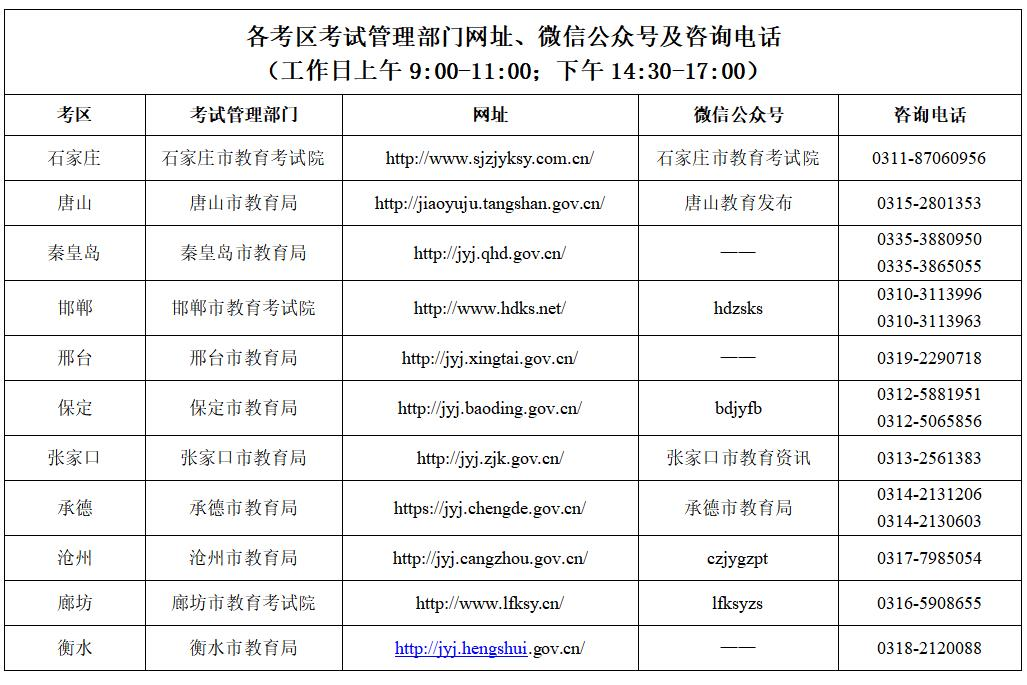 各考区考试管理部门网址、微信公众号及咨询电话
（工作日上午 9:00-11:00；下午 14:30-17:00）
考区 考试管理部门 网址 微信公众号 咨询电话
石家庄 石家庄市教育考试院 http://www.sjzjyksy.com.cn/ 石家庄市教育考试院 0311-87060956
唐山 唐山市教育局 http://jiaoyuju.tangshan.gov.cn/ 唐山教育发布 0315-2801353
秦皇岛 秦皇岛市教育局 http://jyj.qhd.gov.cn/ —— 0335-3880950
0335-3865055
邯郸 邯郸市教育考试院 http://www.hdks.net/ hdzsks 0310-3113996
0310-3113963
邢台 邢台市教育局 http://jyj.xingtai.gov.cn/ —— 0319-2290718
保定 保定市教育局 http://jyj.baoding.gov.cn/ bdjyfb 0312-5881951
0312-5065856
张家口 张家口市教育局 http://jyj.zjk.gov.cn/ 张家口市教育资讯 0313-2561383
承德 承德市教育局 https://jyj.chengde.gov.cn/ 承德市教育局 0314-2131206
0314-2130603
沧州 沧州市教育局 http://jyj.cangzhou.gov.cn/ czjygzpt 0317-7985054
廊坊 廊坊市教育考试院 http://www.lfksy.cn/ lfksyzs 0316-5908655
衡水 衡水市教育局 http://jyj.hengshui.gov.cn/ —— 0318-2120088